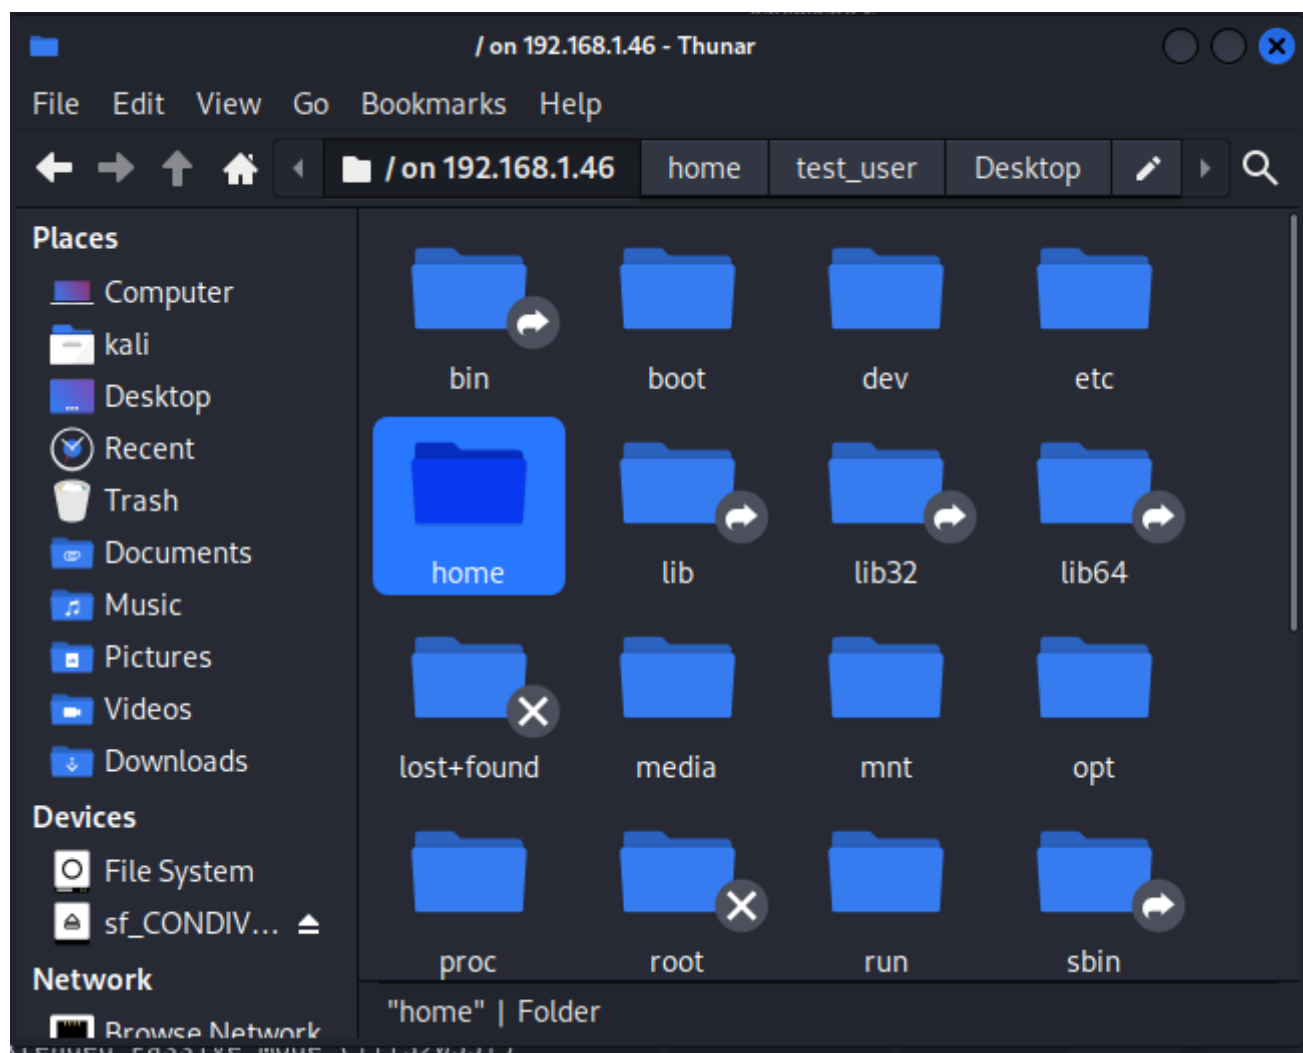 / on 192.168.1.46 - Thunar
File Edit View Go Bookmarks Help
/ on 192.168.1.46 home test_user Desktop
Places
Computer
kali
Desktop
Recent
Trash
Documents
Music
Pictures
Videos
Downloads
Devices
File System
sf_CONDIV...
Network
Browse Network
bin boot dev etc
home lib lib32 lib64
lost+found media mnt opt
proc root run sbin
"home" | Folder